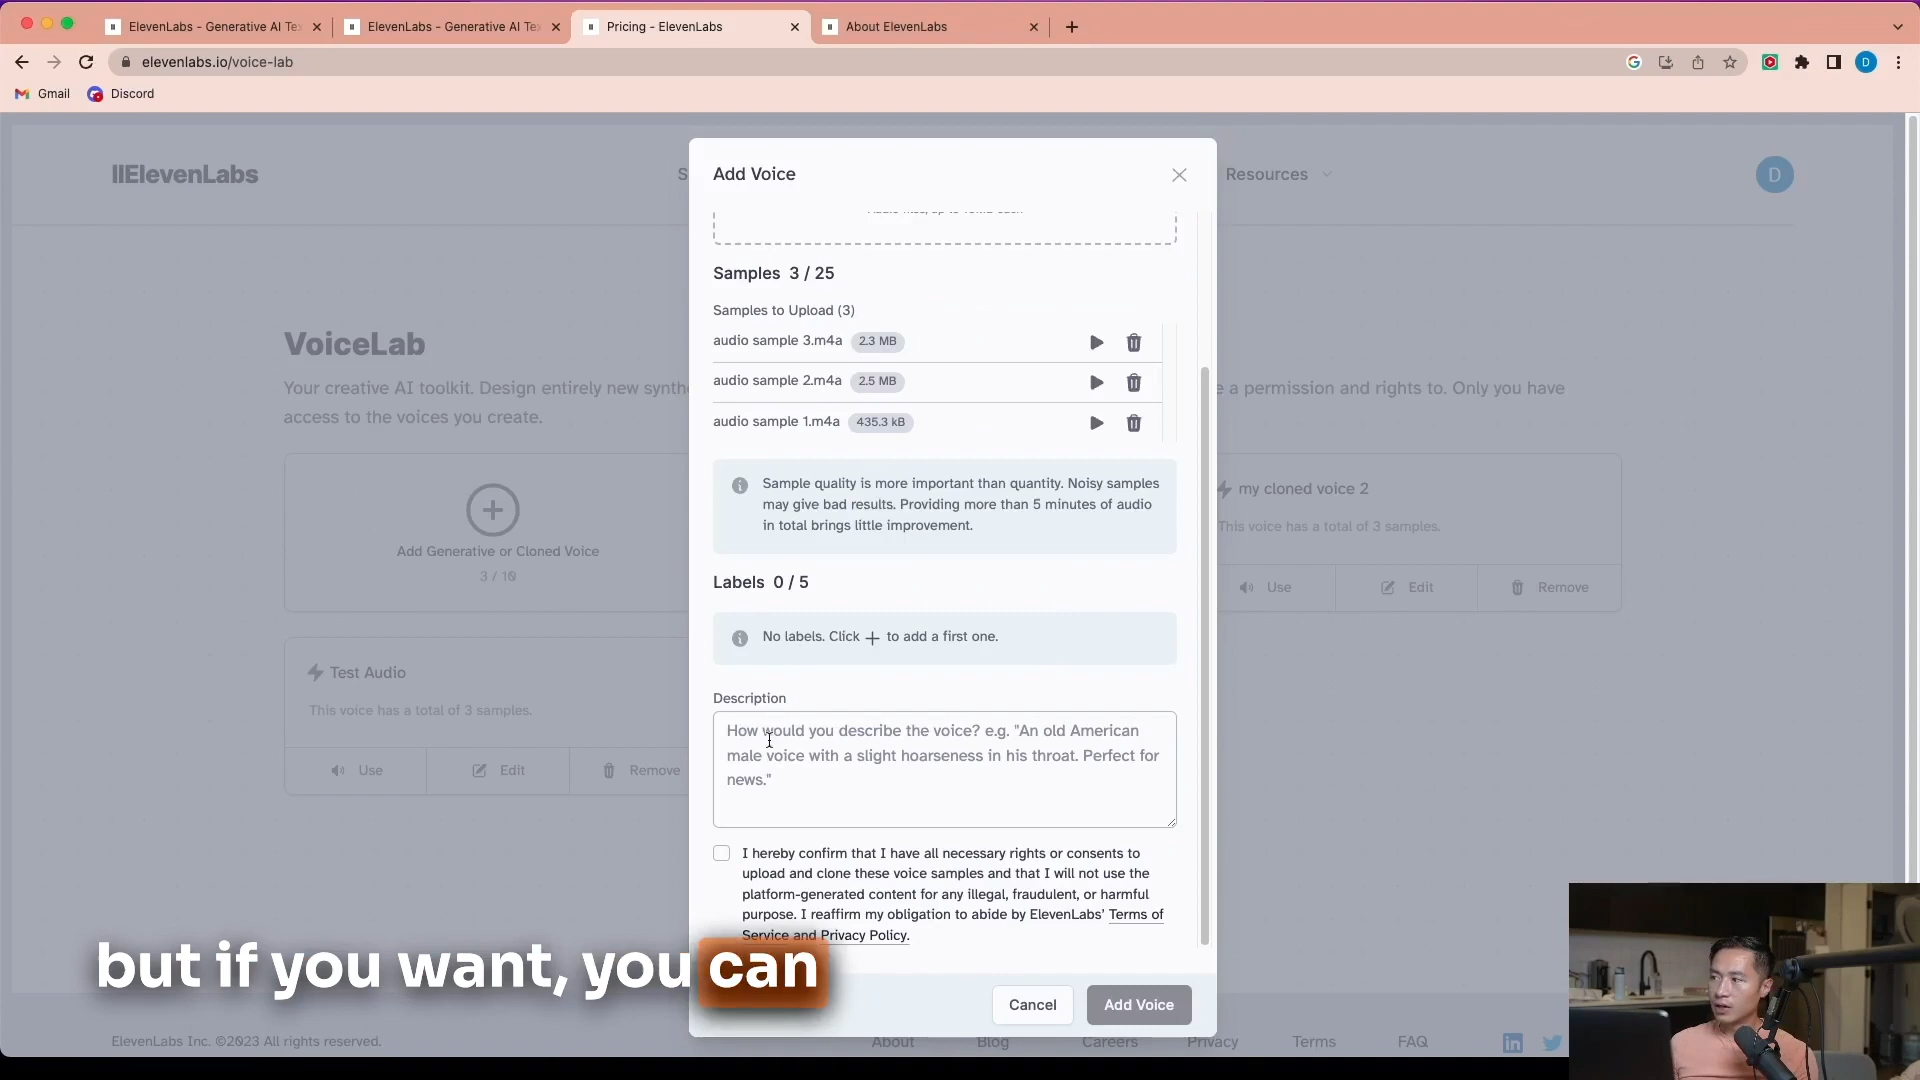 ElevenLabs - Generative AI Te
ElevenLabs - Generative AI Te
Pricing - ElevenLabs
About ElevenLabs
elevenlabs.io/voice-lab
D
Gmail
Discord
IIElevenLabs
S
Resources
D
Add Voice
Samples 3 / 25
Samples to Upload (3)
audio sample 3.m4a 2.3 MB
audio sample 2.m4a 2.5 MB
audio sample 1.m4a 435.3 kB
Sample quality is more important than quantity. Noisy samples
may give bad results. Providing more than 5 minutes of audio
in total brings little improvement.
Labels 0 / 5
No labels. Click + to add a first one.
Description
How would you describe the voice? e.g. "An old American
male voice with a slight hoarseness in his throat. Perfect for
news."
I hereby confirm that I have all necessary rights or consents to
upload and clone these voice samples and that I will not use the
platform-generated content for any illegal, fraudulent, or harmful
purpose. I reaffirm my obligation to abide by ElevenLabs' Terms of
Service and Privacy Policy.
Cancel
Add Voice
VoiceLab
Your creative AI toolkit. Design entirely new synth
e a permission and rights to. Only you have
access to the voices you create.
Add Generative or Cloned Voice
3 / 10
my cloned voice 2
This voice has a total of 3 samples.
Use
Edit
Remove
Test Audio
This voice has a total of 3 samples.
Use
Edit
Remove
but if you want, you can
ElevenLabs Inc. ©2023 All rights reserved.
About
Blog
Careers
Privacy
Terms
FAQ